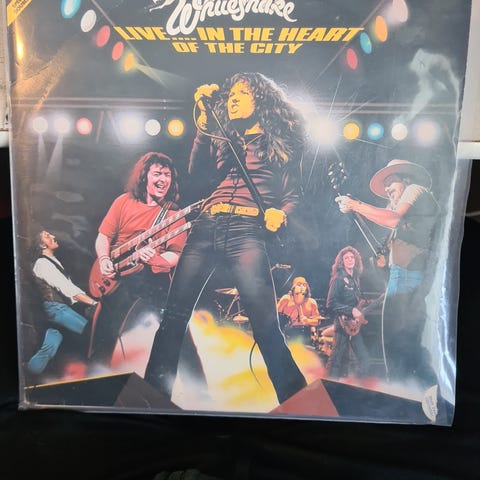 Whitesnake
LIVE....IN THE HEART
OF THE CITY